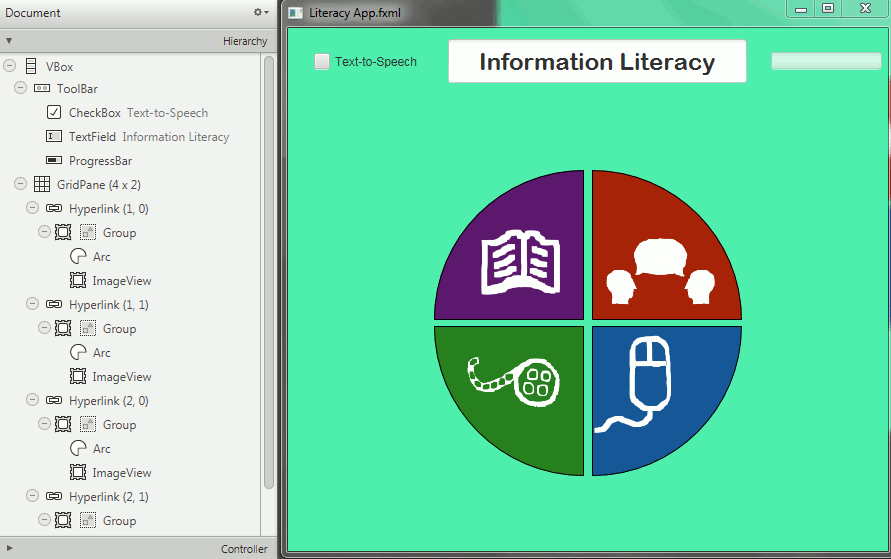 Document
Hierarchy
VBox
ToolBar
CheckBox Text-to-Speech
TextField Information Literacy
ProgressBar
GridPane (4 x 2)
Hyperlink (1, 0)
Group
Arc
ImageView
Hyperlink (1, 1)
Group
Arc
ImageView
Hyperlink (2, 0)
Group
Arc
ImageView
Hyperlink (2, 1)
Group
Controller
Literacy App.fxml
Text-to-Speech
Information Literacy